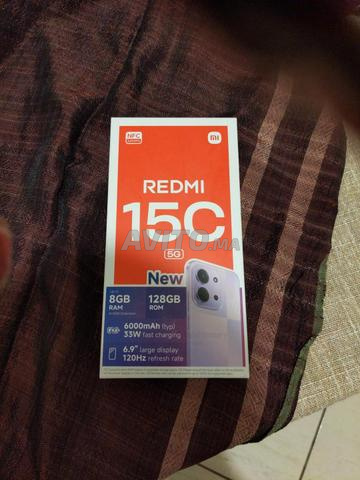 NFC
REDMI
15C
5G
AVITO.ma
New
8GB
RAM
128GB
ROM
6000mAh (typ)
33W fast charging
6.9" large display
120Hz refresh rate